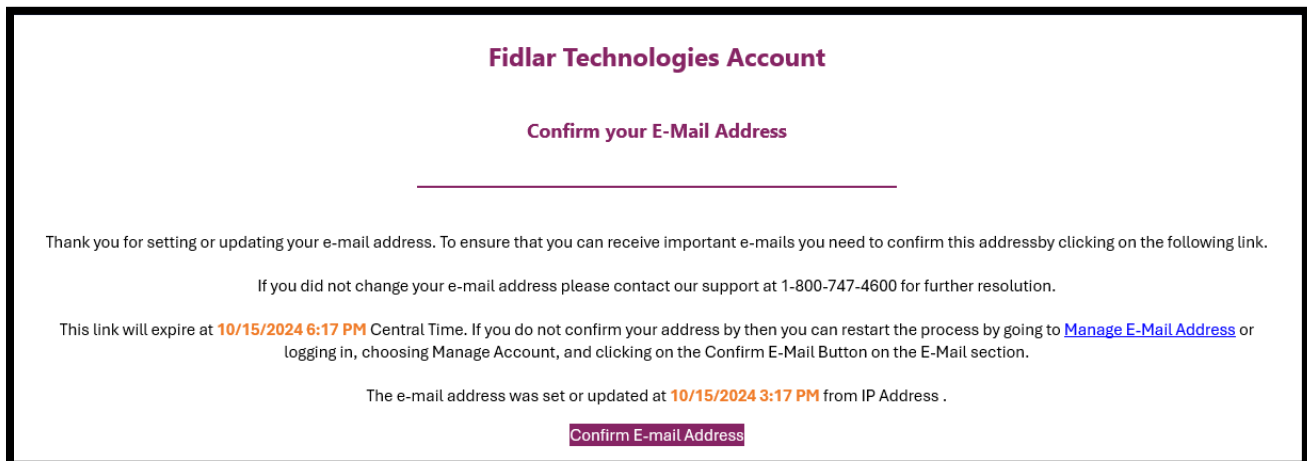 Fidlar Technologies Account
Confirm your E-Mail Address
Thank you for setting or updating your e-mail address. To ensure that you can receive important e-mails you need to confirm this addressby clicking on the following link.
If you did not change your e-mail address please contact our support at 1-800-747-4600 for further resolution.
This link will expire at 10/15/2024 6:17 PM Central Time. If you do not confirm your address by then you can restart the process by going to Manage E-Mail Address or
logging in, choosing Manage Account, and clicking on the Confirm E-Mail Button on the E-Mail section.
The e-mail address was set or updated at 10/15/2024 3:17 PM from IP Address .
Confirm E-mail Address